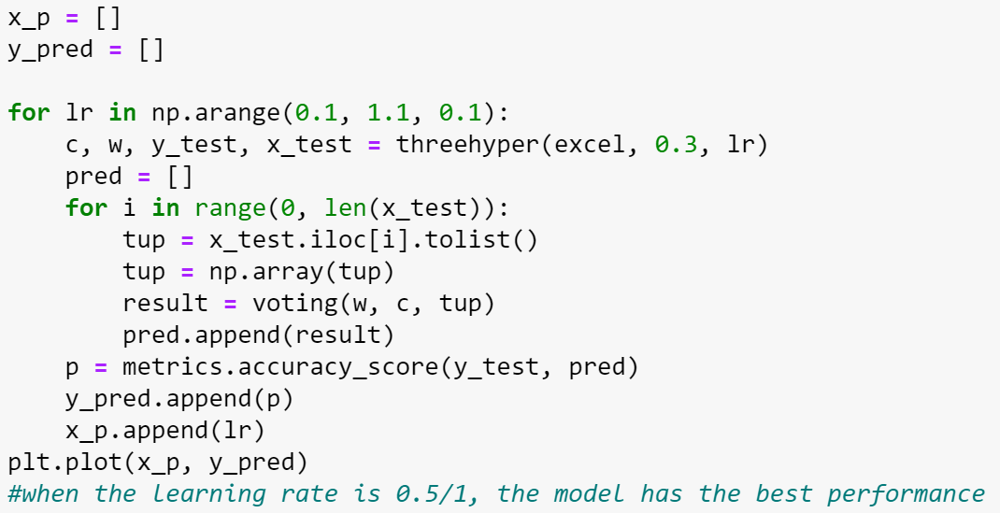 x_p = []
y_pred = []

for lr in np.arange(0.1, 1.1, 0.1):
    c, w, y_test, x_test = threehyper(excel, 0.3, lr)
    pred = []
    for i in range(0, len(x_test)):
        tup = x_test.iloc[i].tolist()
        tup = np.array(tup)
        result = voting(w, c, tup)
        pred.append(result)
    p = metrics.accuracy_score(y_test, pred)
    y_pred.append(p)
    x_p.append(lr)
plt.plot(x_p, y_pred)
#when the learning rate is 0.5/1, the model has the best performance